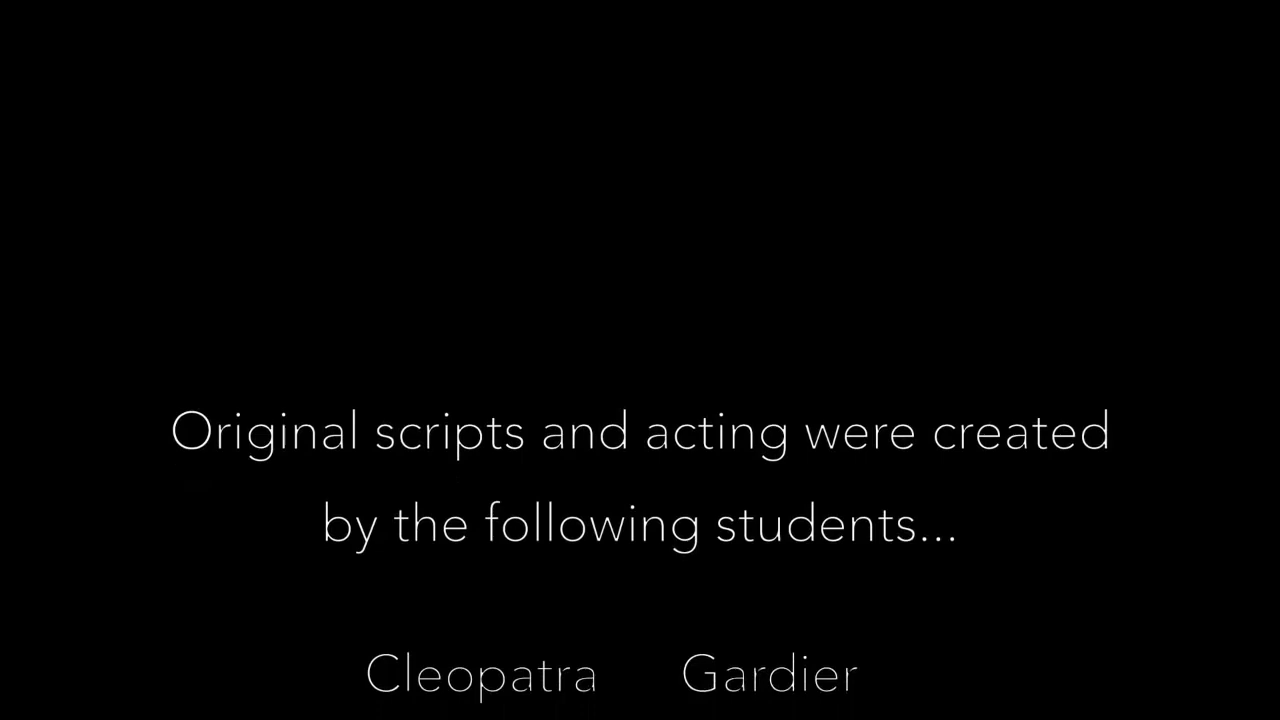 Original scripts and acting were created
by the following students...
Cleopatra Gardier